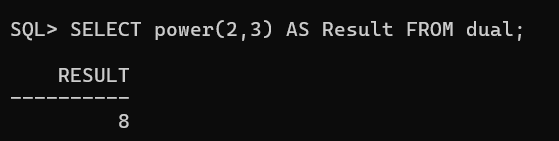 SQL> SELECT power(2,3) AS Result FROM dual;
    RESULT
----------
         8